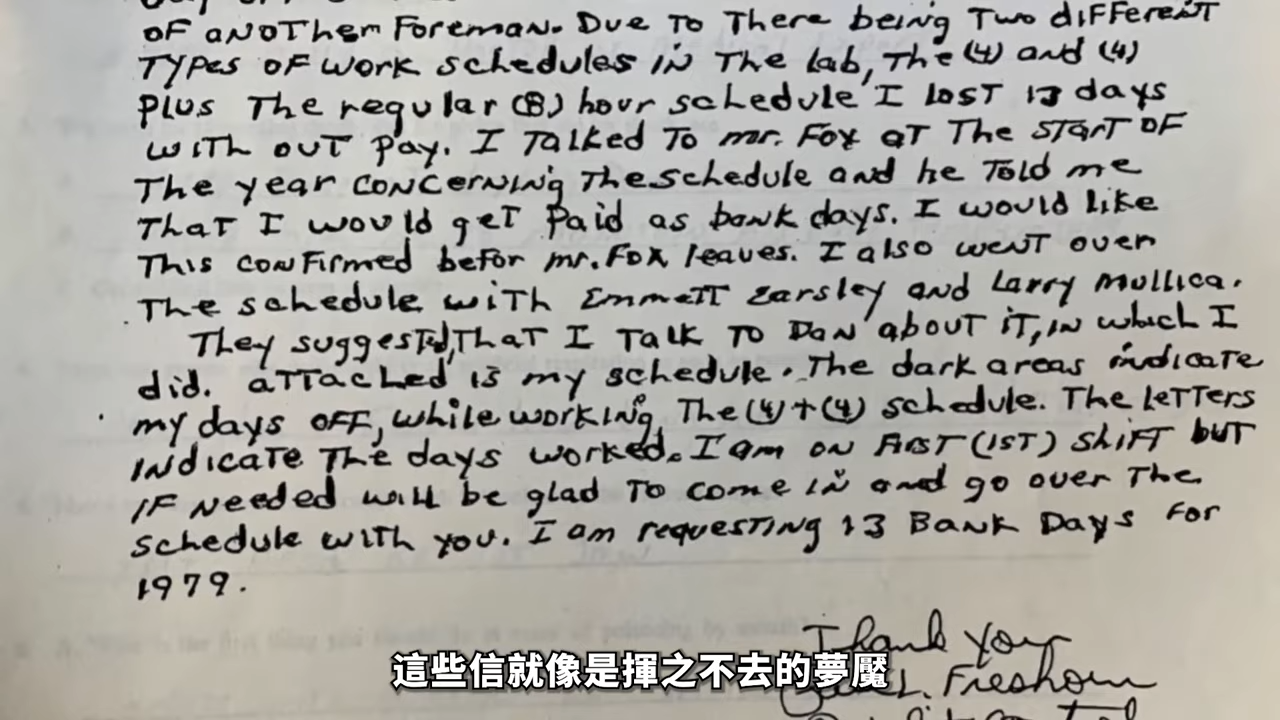 OF anOTher Foreman. Due To There being Two diFFerenT
Types OF work schedules in The lab, The (4) and (4)
plus The regular (8) hour schedule I losT 13 days
wiTh ouT pay. I Talked To mr. Fox aT The STarT OF
The year concerning The schedule and he Told me
ThaT I would geT paid as bank days. I would like
This conFirmed befor mr. Fox leaves. I also wenT over
The schedule wiTh EmmeTT Earsley and Larry Mullica.
They suggesTed, ThaT I Talk To Dan abouT iT, in which I
did. aTTached is my schedule. The dark areas indicate
my days OFF, while working The (4)+(4) schedule. The leTTers
indicaTe The days worked. I am on FirsT (1ST) shiFT buT
iF needed will be glad To come in and go over The
schedule wiTh you. I am requesTing 13 Bank Days For
1979.
Thank you
L. Freshour
這些信就像是揮之不去的夢魘